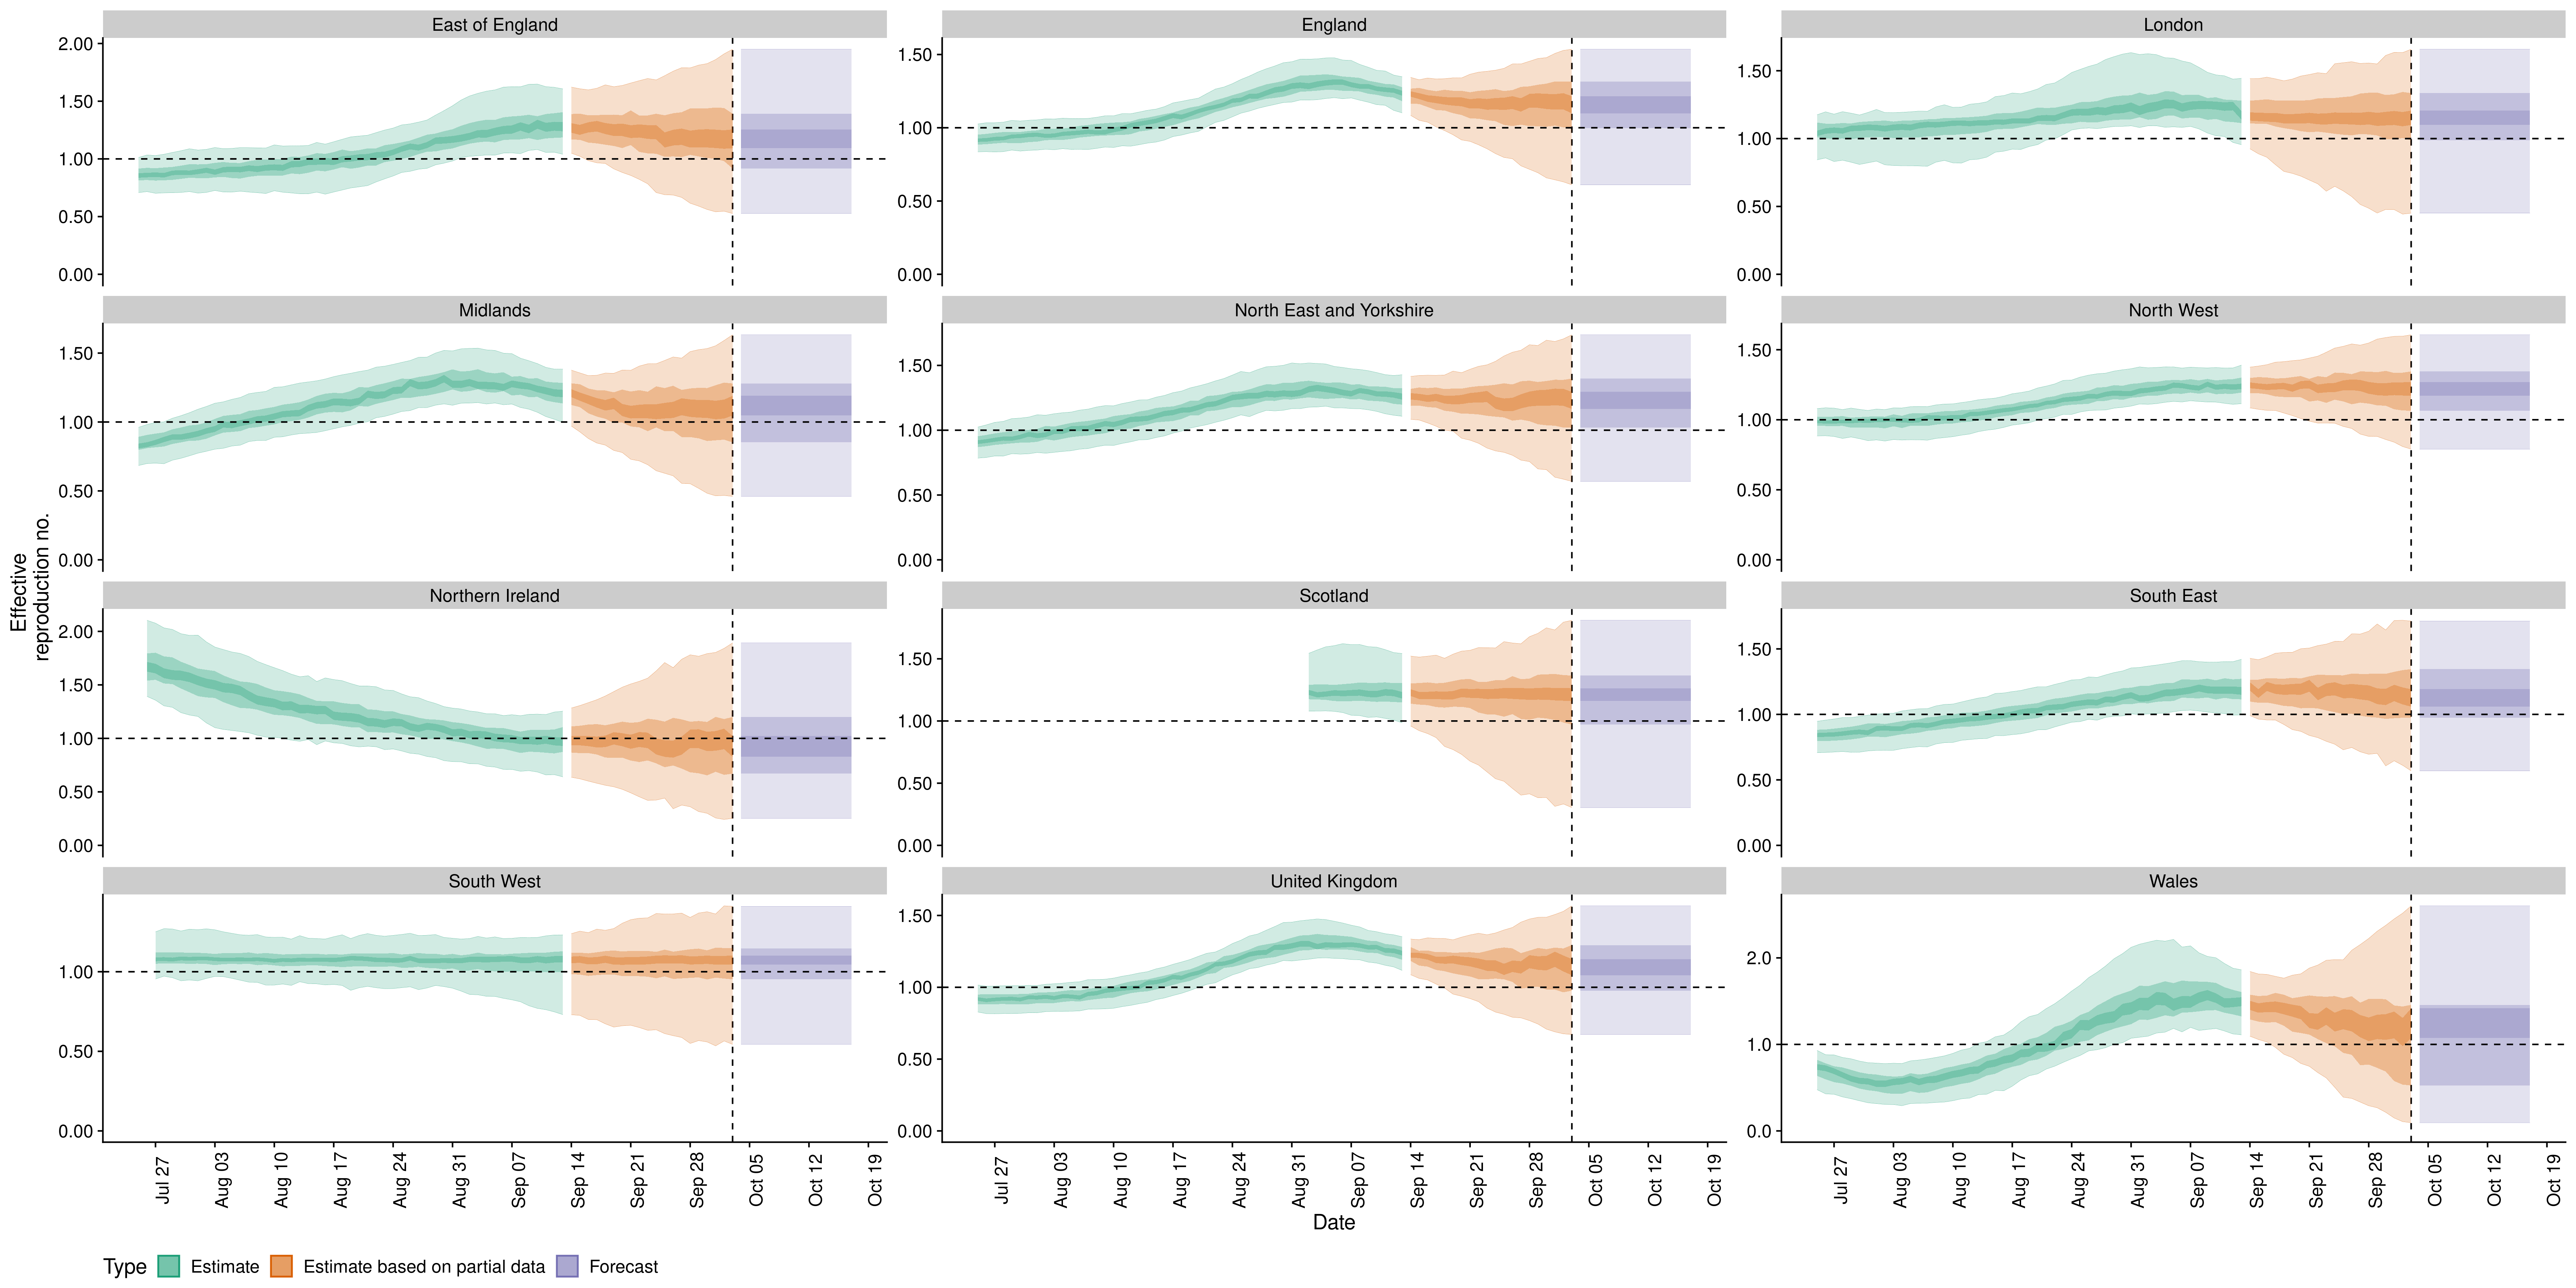 East of England
England
London
2.00
1.50
1.00
0.50
0.00
1.50
1.00
0.50
0.00
1.50
1.00
0.50
0.00
Midlands
North East and Yorkshire
North West
1.50
1.00
0.50
0.00
1.50
1.00
0.50
0.00
1.50
1.00
0.50
0.00
Effective
reproduction no.
Northern Ireland
Scotland
South East
2.00
1.50
1.00
0.50
0.00
1.50
1.00
0.50
0.00
1.50
1.00
0.50
0.00
South West
United Kingdom
Wales
1.00
0.50
0.00
1.50
1.00
0.50
0.00
2.0
1.0
0.0
Jul 27
Aug 03
Aug 10
Aug 17
Aug 24
Aug 31
Sep 07
Sep 14
Sep 21
Sep 28
Oct 05
Oct 12
Oct 19
Jul 27
Aug 03
Aug 10
Aug 17
Aug 24
Aug 31
Sep 07
Sep 14
Sep 21
Sep 28
Oct 05
Oct 12
Oct 19
Jul 27
Aug 03
Aug 10
Aug 17
Aug 24
Aug 31
Sep 07
Sep 14
Sep 21
Sep 28
Oct 05
Oct 12
Oct 19
Date
Type Estimate Estimate based on partial data Forecast